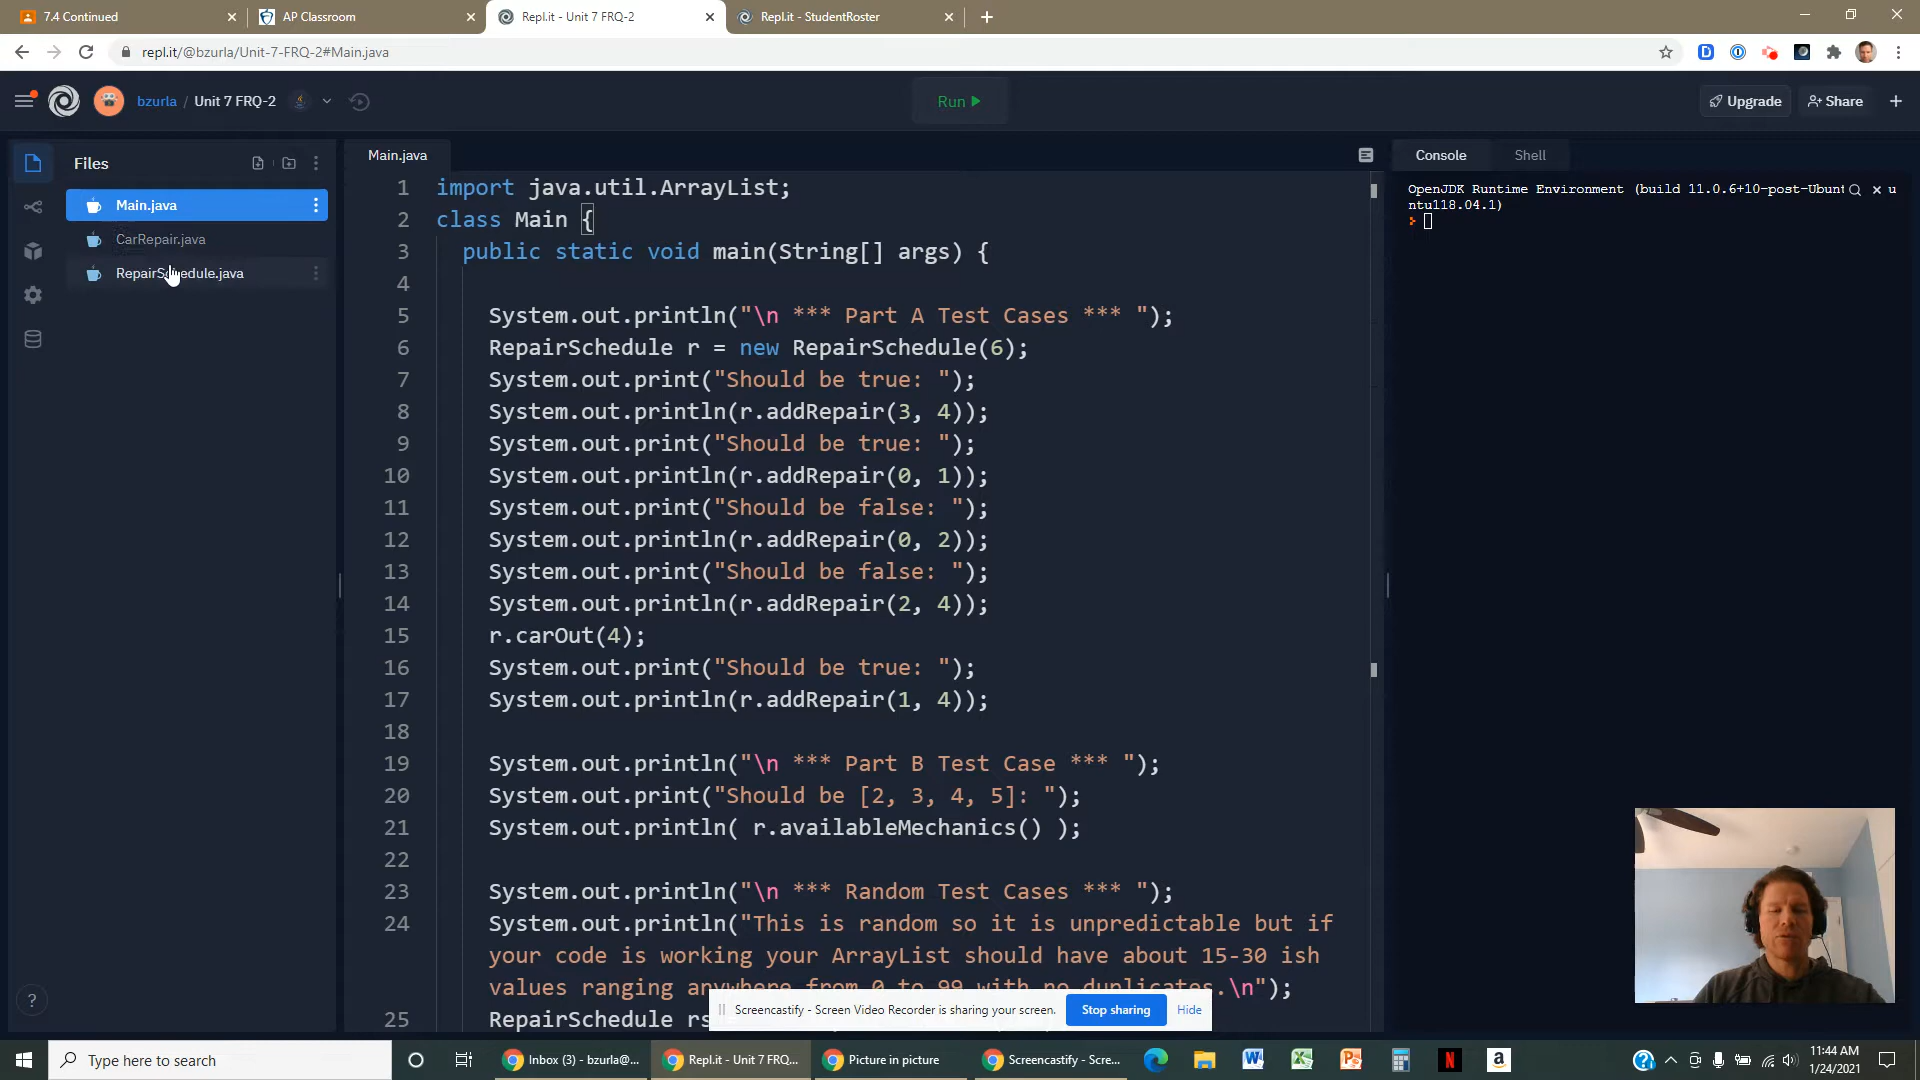 7.4 Continued
AP Classroom
Repl.it - Unit 7 FRQ-2
Repl.it - StudentRoster
repl.it/@bzurla/Unit-7-FRQ-2#Main.java
bzurla / Unit 7 FRQ-2
Run
Upgrade
Share
Files
Main.java
CarRepair.java
RepairSchedule.java
Main.java
1 import java.util.ArrayList;
2 class Main {
3 public static void main(String[] args) {
4
5 System.out.println("\n *** Part A Test Cases *** ");
6 RepairSchedule r = new RepairSchedule(6);
7 System.out.print("Should be true: ");
8 System.out.println(r.addRepair(3, 4));
9 System.out.print("Should be true: ");
10 System.out.println(r.addRepair(0, 1));
11 System.out.print("Should be false: ");
12 System.out.println(r.addRepair(0, 2));
13 System.out.print("Should be false: ");
14 System.out.println(r.addRepair(2, 4));
15 r.carOut(4);
16 System.out.print("Should be true: ");
17 System.out.println(r.addRepair(1, 4));
18
19 System.out.println("\n *** Part B Test Case *** ");
20 System.out.print("Should be [2, 3, 4, 5]: ");
21 System.out.println( r.availableMechanics() );
22
23 System.out.println("\n *** Random Test Cases *** ");
24 System.out.println("This is random so it is unpredictable but if
your code is working your ArrayList should have about 15-30 ish
values ranging anywhere from 0 to 99 with no duplicates.\n");
25 RepairSchedule rs
Console
Shell
OpenJDK Runtime Environment (build 11.0.6+10-post-Ubunt u
ntu118.04.1)
Screencastify - Screen Video Recorder is sharing your screen.
Stop sharing
Hide
Type here to search
Inbox (3) - bzurla@...
Repl.it - Unit 7 FRQ...
Picture in picture
Screencastify - Scre...
11:44 AM
1/24/2021